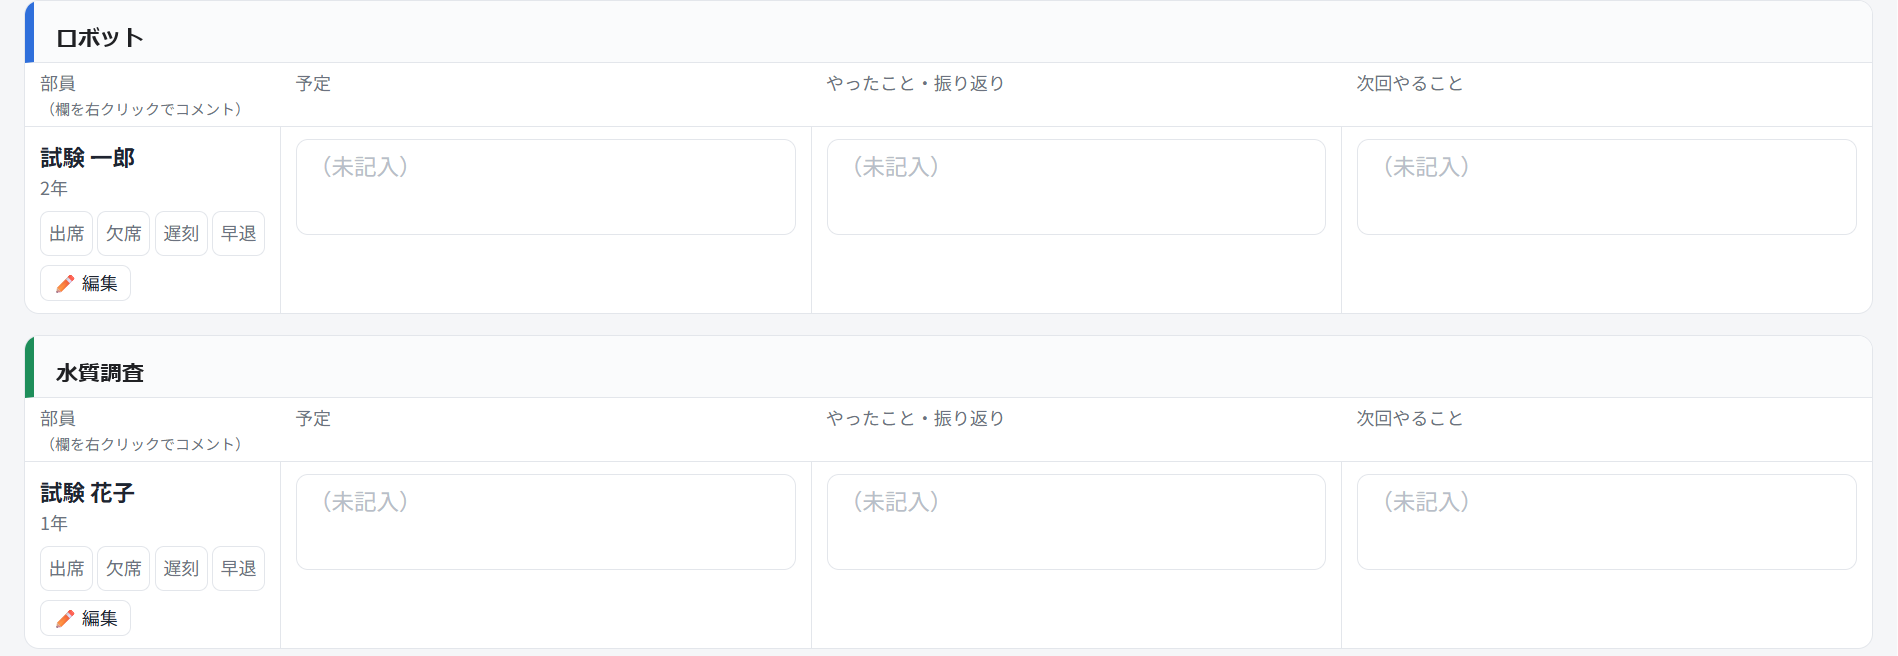 ロボット
部員 予定 やったこと・振り返り 次回やること
（欄を右クリックでコメント）
試験 一郎 （未記入） （未記入） （未記入）
2年
出席 欠席 遅刻 早退
編集
水質調査
部員 予定 やったこと・振り返り 次回やること
（欄を右クリックでコメント）
試験 花子 （未記入） （未記入） （未記入）
1年
出席 欠席 遅刻 早退
編集